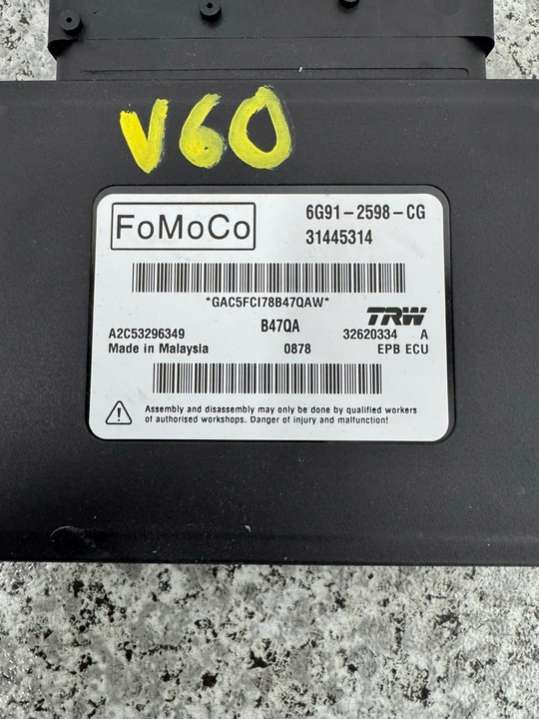 V60
FoMoCo
6G91-2598-CG
31445314
*GAC5FCI78B47QAW*
A2C53296349
B47QA
TRW
32620334 A
Made in Malaysia
0878
EPB ECU
Assembly and disassembly may only be done by qualified workers
of authorised workshops. Danger of injury and malfunction!